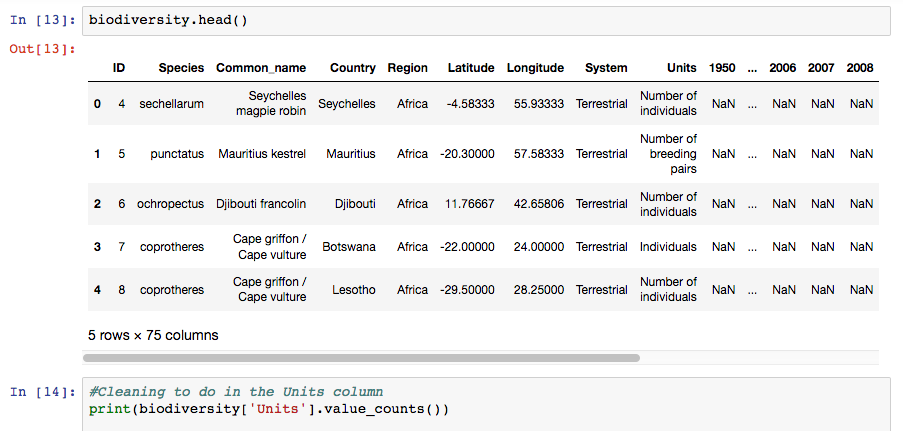 In [13]: biodiversity.head()
Out[13]:
ID Species Common_name Country Region Latitude Longitude System Units 1950 ... 2006 2007 2008
0 4 sechellarum Seychelles magpie robin Seychelles Africa -4.58333 55.93333 Terrestrial Number of individuals NaN ... NaN NaN NaN
1 5 punctatus Mauritius kestrel Mauritius Africa -20.30000 57.58333 Terrestrial Number of breeding pairs NaN ... NaN NaN NaN
2 6 ochropectus Djibouti francolin Djibouti Africa 11.76667 42.65806 Terrestrial Number of individuals NaN ... NaN NaN NaN
3 7 coprotheres Cape griffon / Cape vulture Botswana Africa -22.00000 24.00000 Terrestrial Individuals NaN ... NaN NaN NaN
4 8 coprotheres Cape griffon / Cape vulture Lesotho Africa -29.50000 28.25000 Terrestrial Number of individuals NaN ... NaN NaN NaN
5 rows × 75 columns
In [14]: #Cleaning to do in the Units column
print(biodiversity['Units'].value_counts())